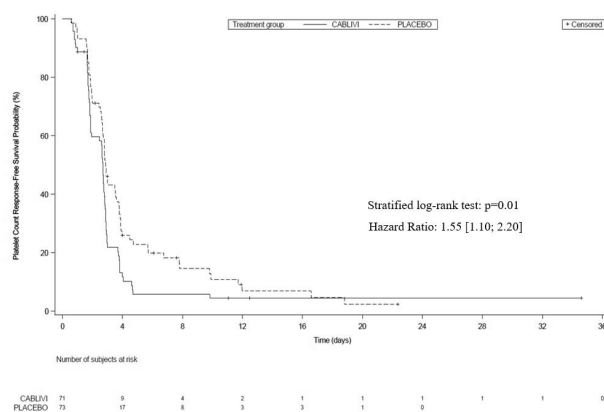 Treatment group CABLIVI PLACEBO
+ Censored
Platelet Count Response-Free Survival Probability (%)
100
80
60
40
20
0
Stratified log-rank test: p=0.01
Hazard Ratio: 1.55 [1.10; 2.20]
0 4 8 12 16 20 24 28 32 36
Time (days)
Number of subjects at risk
CABLIVI 71 9 4 2 1 1 1 1 1 0
PLACEBO 73 17 8 3 3 1 0